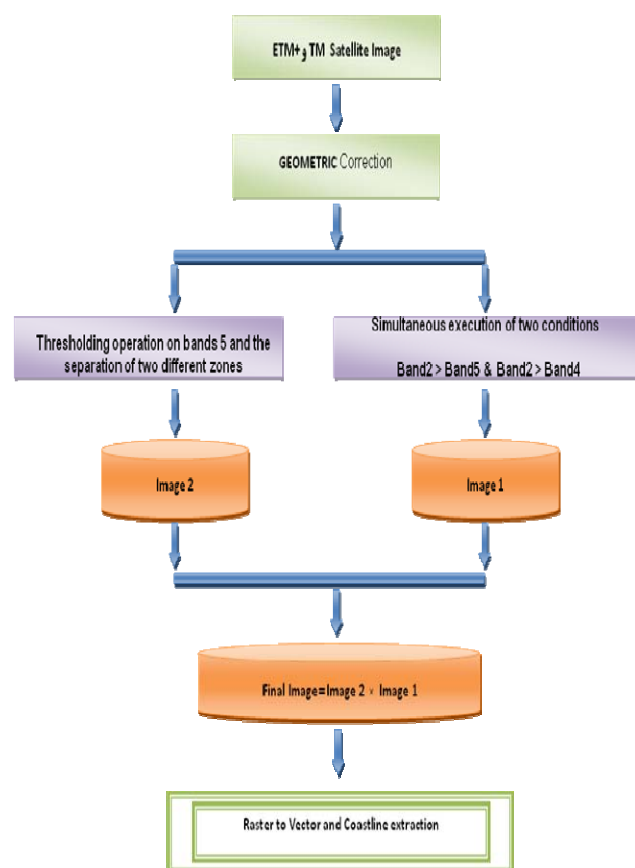 ETM+ و TM Satellite Image
GEOMETRIC Correction
Thresholding operation on bands 5 and the
separation of two different zones
Simultaneous execution of two conditions
Band2 > Band5 & Band2 > Band4
Image 2
Image 1
Final Image=Image 2 × Image 1
Raster to Vector and Coastline extraction